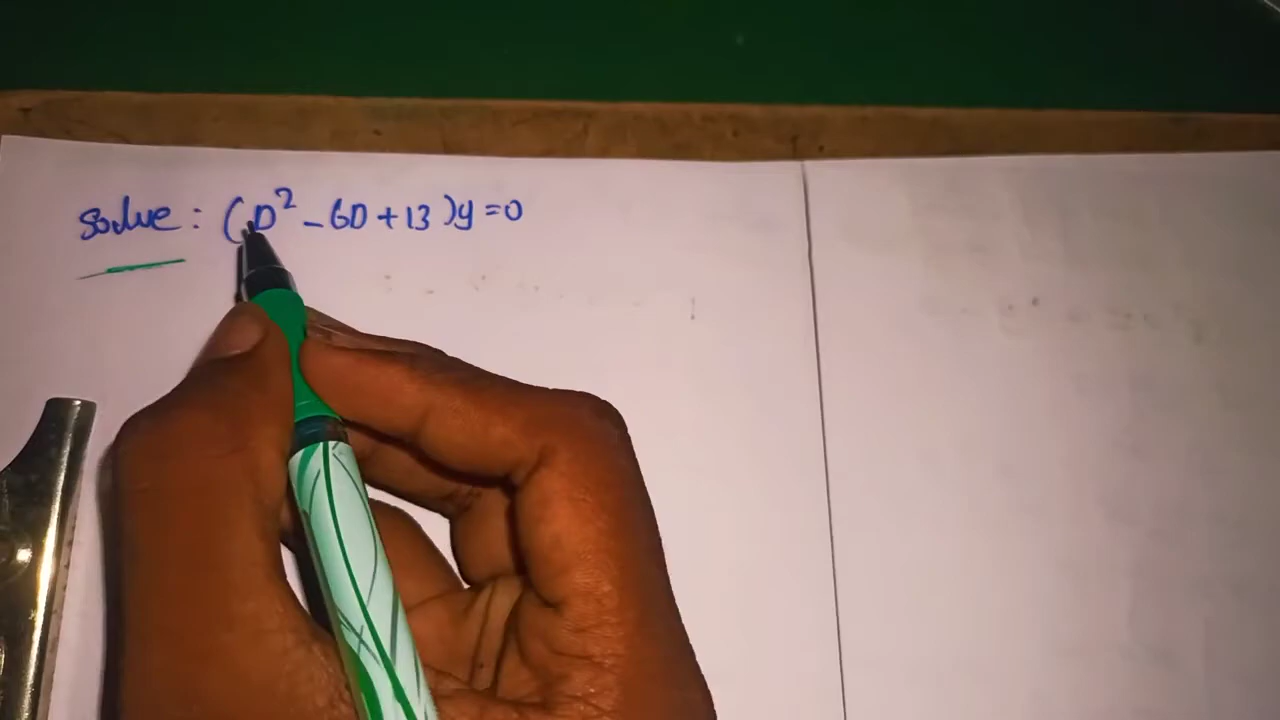 Solve : (D² - 6D + 13)y = 0